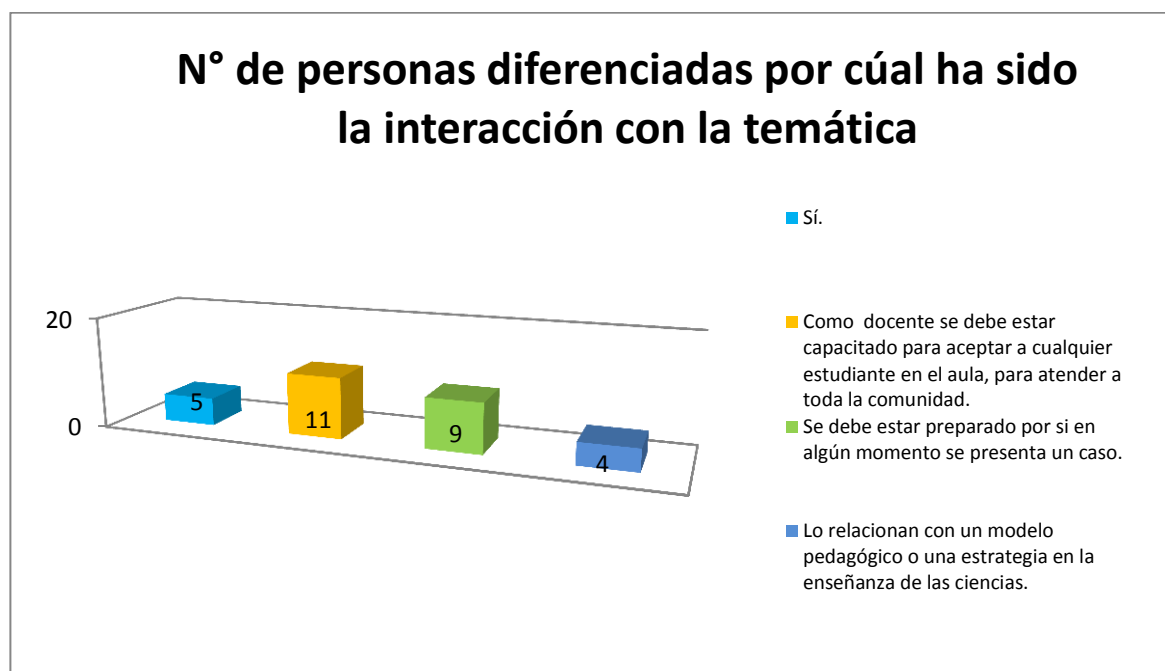 N° de personas diferenciadas por cúal ha sido
la interacción con la temática
Sí.
Como  docente se debe estar
capacitado para aceptar a cualquier
estudiante en el aula, para atender a
toda la comunidad.
Se debe estar preparado por si en
algún momento se presenta un caso.
Lo relacionan con un modelo
pedagógico o una estrategia en la
enseñanza de las ciencias.
20
0
5
11
9
4